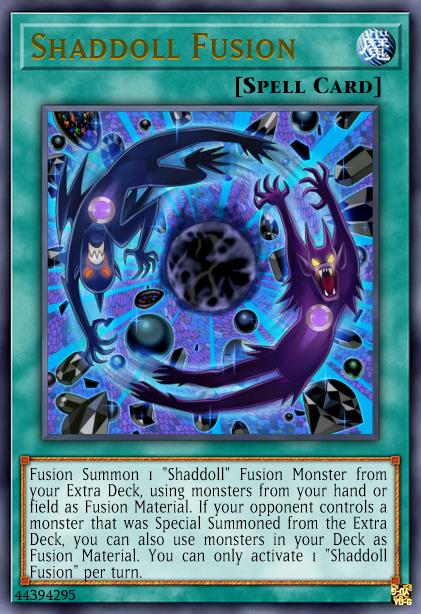 Shaddoll Fusion
魔
[Spell Card]
Fusion Summon 1 "Shaddoll" Fusion Monster from
your Extra Deck, using monsters from your hand or
field as Fusion Material. If your opponent controls a
monster that was Special Summoned from the Extra
Deck, you can also use monsters in your Deck as
Fusion Material. You can only activate 1 "Shaddoll
Fusion" per turn.
44394295